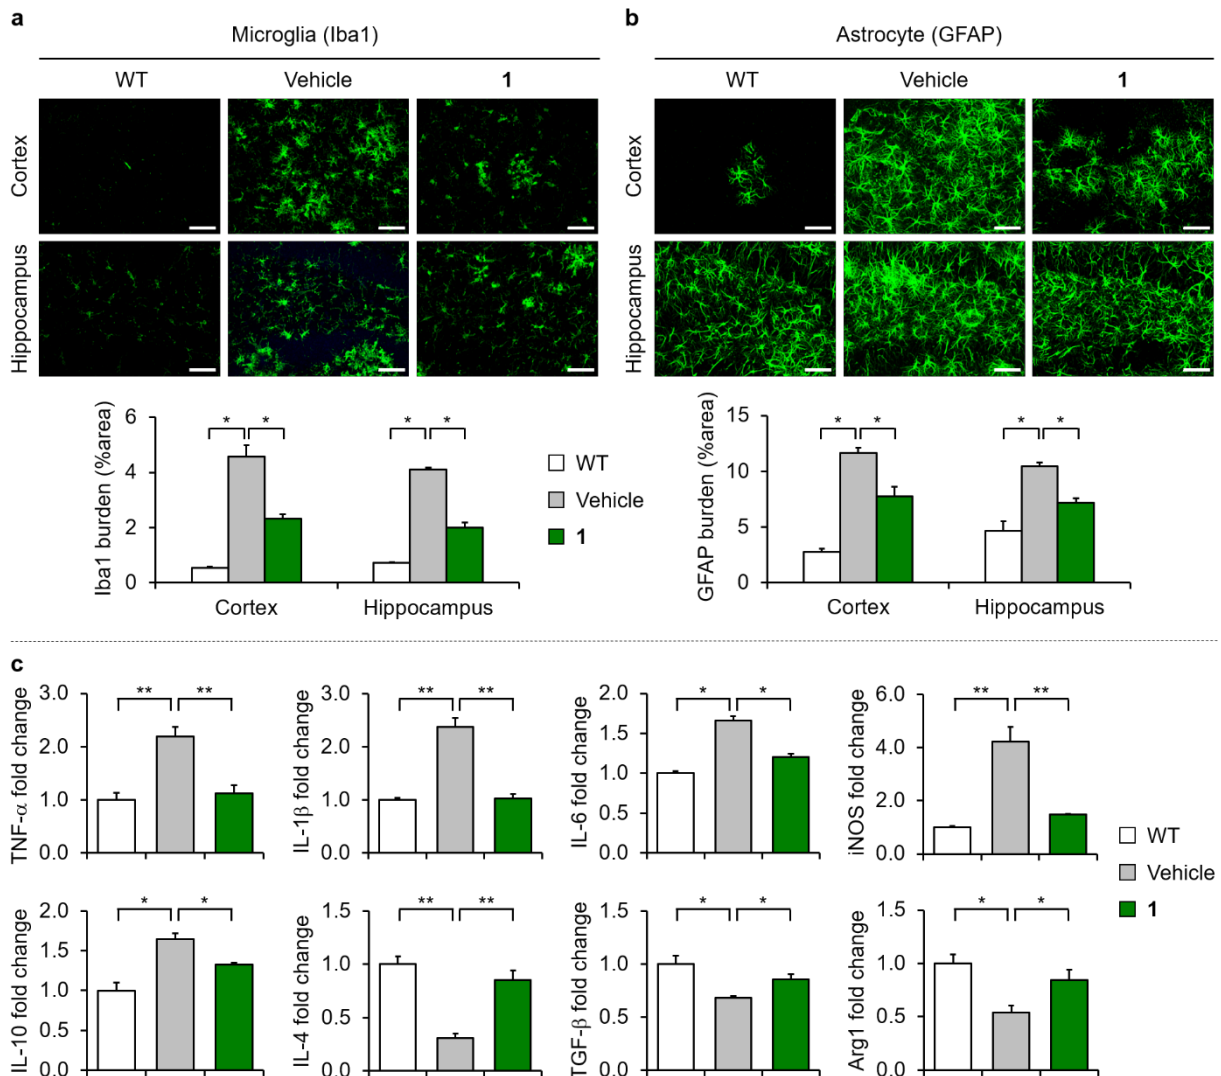 a
Microglia (Iba1)
WT Vehicle 1
Cortex
Hippocampus
Iba1 burden (%area)
6
4
2
0
* * * *
Cortex Hippocampus
WT
Vehicle
1
b
Astrocyte (GFAP)
WT Vehicle 1
Cortex
Hippocampus
GFAP burden (%area)
15
10
5
0
* * * *
Cortex Hippocampus
c
TNF-α fold change
3.0
2.0
1.0
0.0
** **
IL-1β fold change
3.0
2.0
1.0
0.0
** **
IL-6 fold change
2.0
1.5
1.0
0.5
0.0
* *
iNOS fold change
6.0
4.0
2.0
0.0
** **
WT
Vehicle
1
IL-10 fold change
2.0
1.5
1.0
0.5
0.0
* *
IL-4 fold change
1.5
1.0
0.5
0.0
** **
TGF-β fold change
1.5
1.0
0.5
0.0
* *
Arg1 fold change
1.5
1.0
0.5
0.0
* *